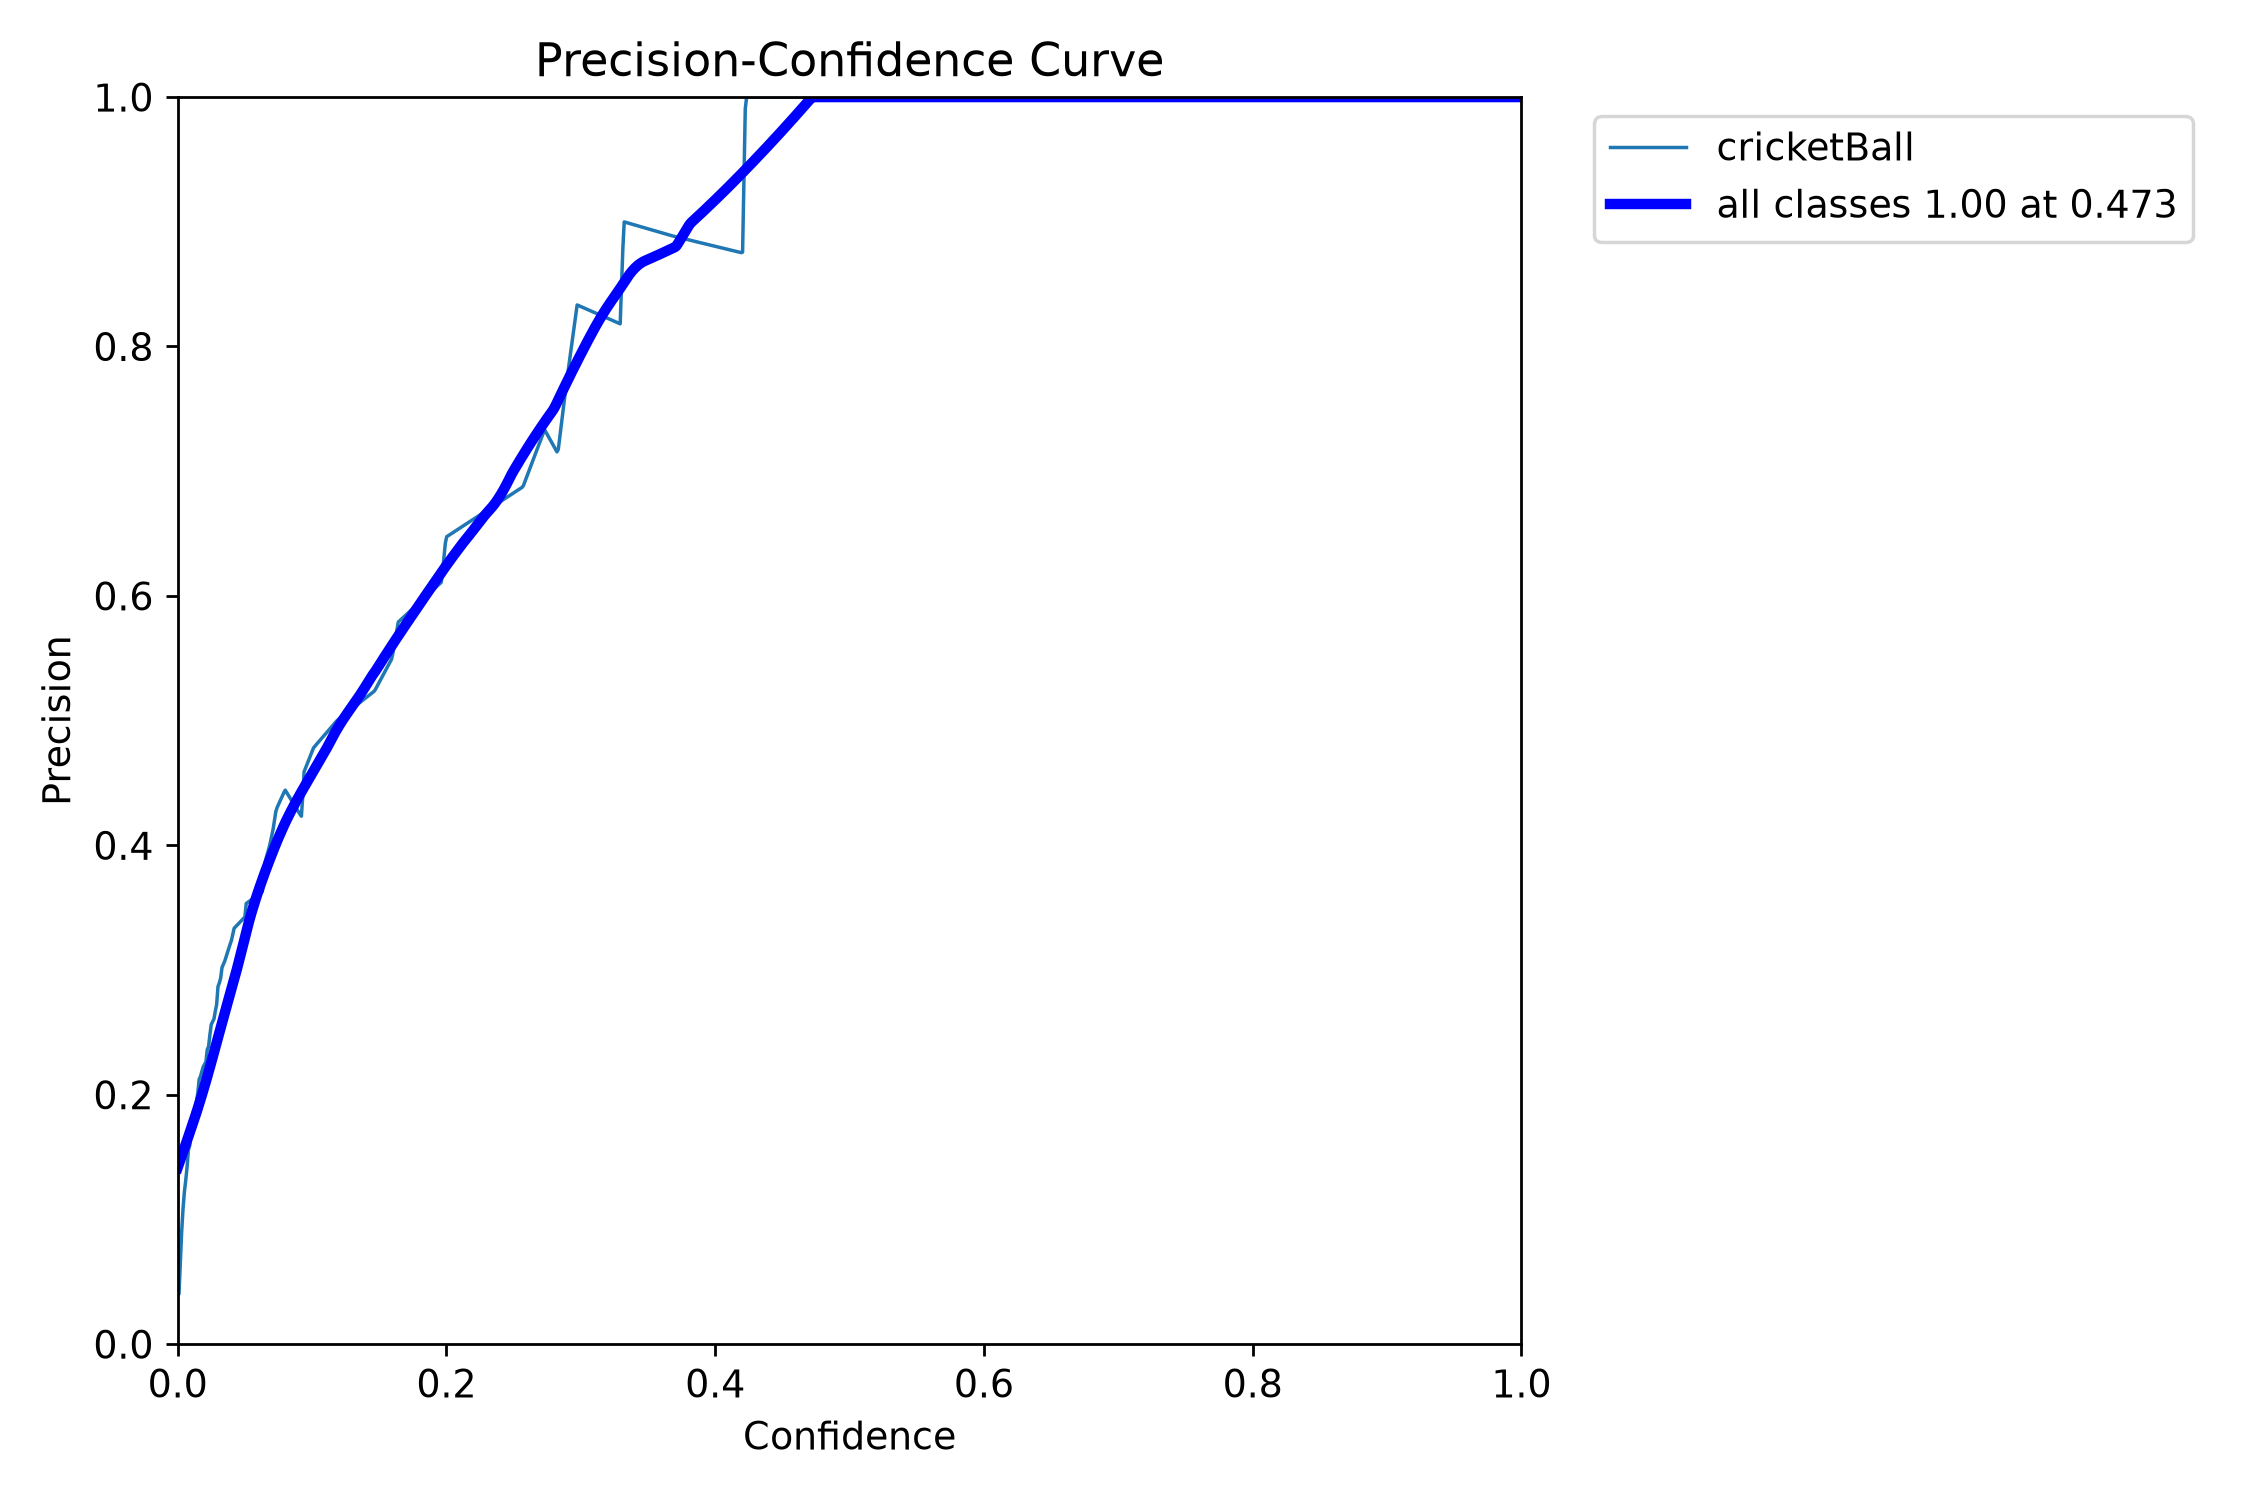 Precision-Confidence Curve
1.0
0.8
0.6
0.4
0.2
0.0
Precision
0.0 0.2 0.4 0.6 0.8 1.0
Confidence
cricketBall
all classes 1.00 at 0.473